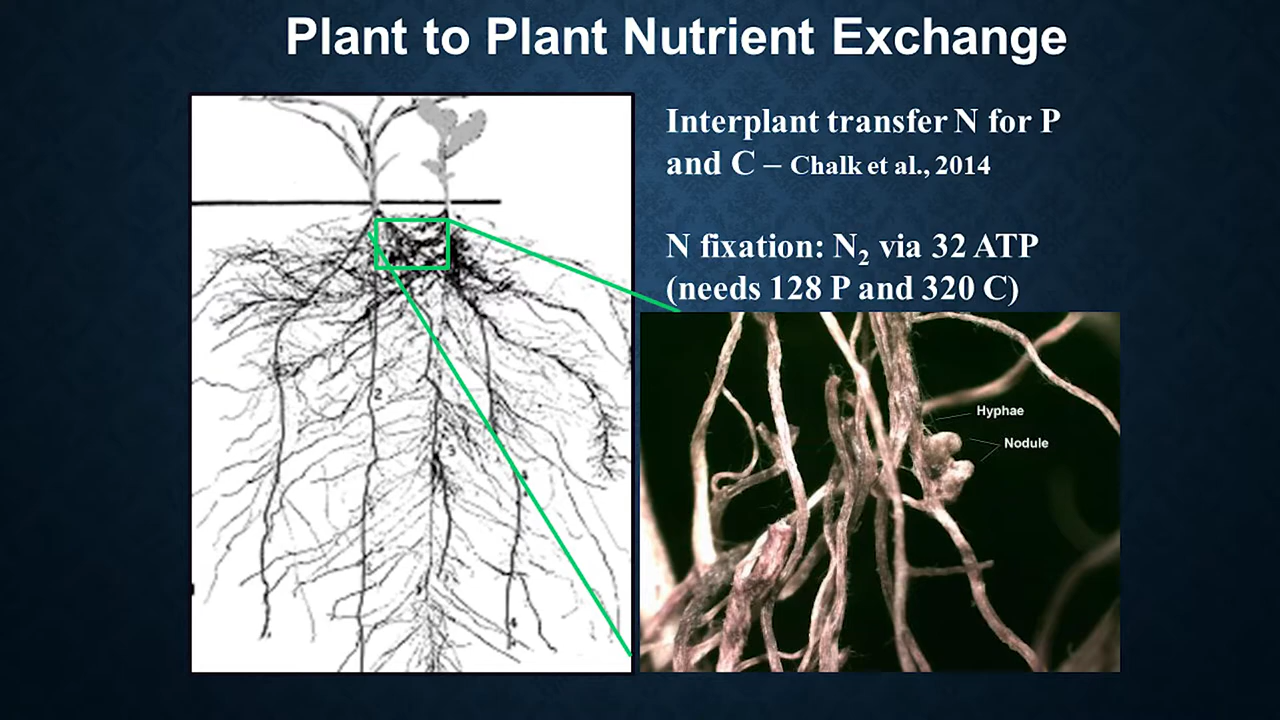 Plant to Plant Nutrient Exchange
Interplant transfer N for P
and C – Chalk et al., 2014
N fixation: N₂ via 32 ATP
(needs 128 P and 320 C)
2
3
Hyphae
Nodule